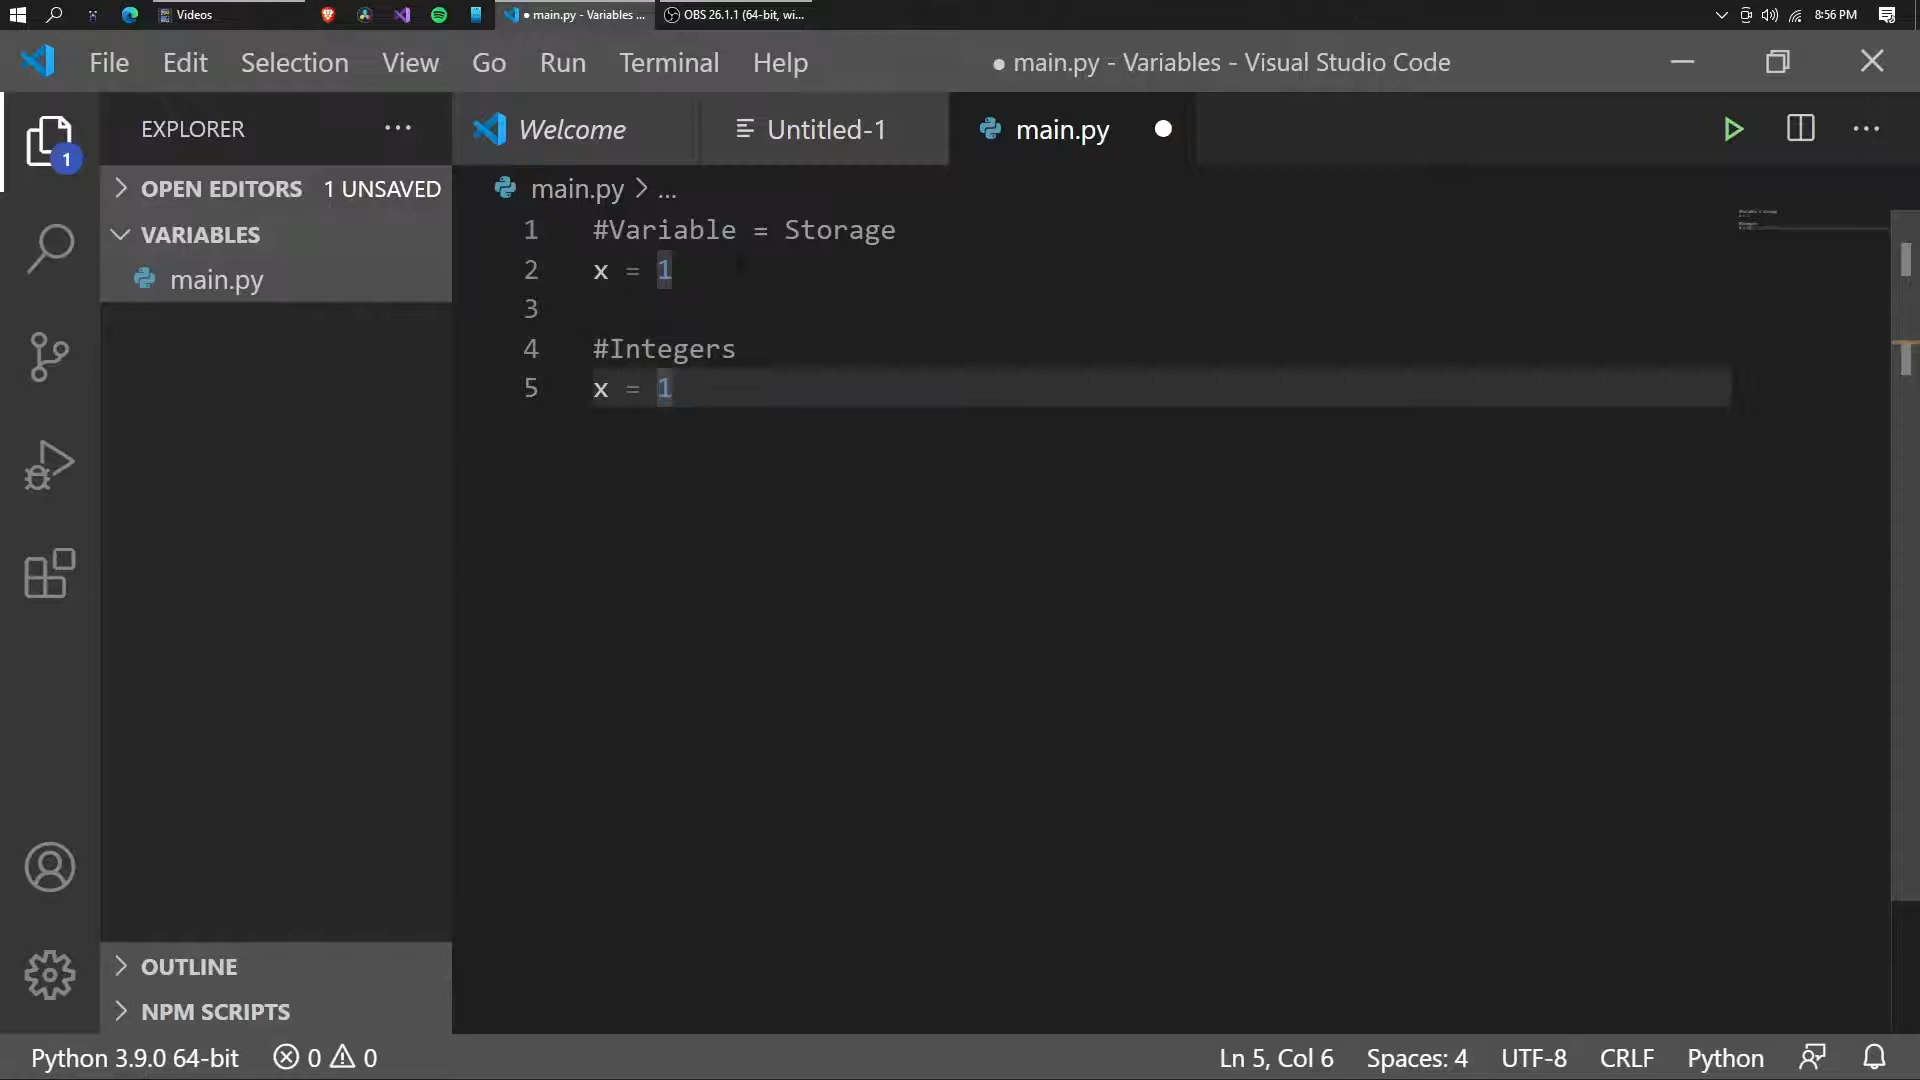 Videos
main.py - Variables ...
OBS 26.1.1 (64-bit, wi...
8:56 PM
File Edit Selection View Go Run Terminal Help
● main.py - Variables - Visual Studio Code
EXPLORER ...
Welcome
Untitled-1
main.py
1
OPEN EDITORS 1 UNSAVED
VARIABLES
main.py
main.py > ...
1 #Variable = Storage
2 x = 1
3
4 #Integers
5 x = 1
OUTLINE
NPM SCRIPTS
Python 3.9.0 64-bit 0 0
Ln 5, Col 6 Spaces: 4 UTF-8 CRLF Python